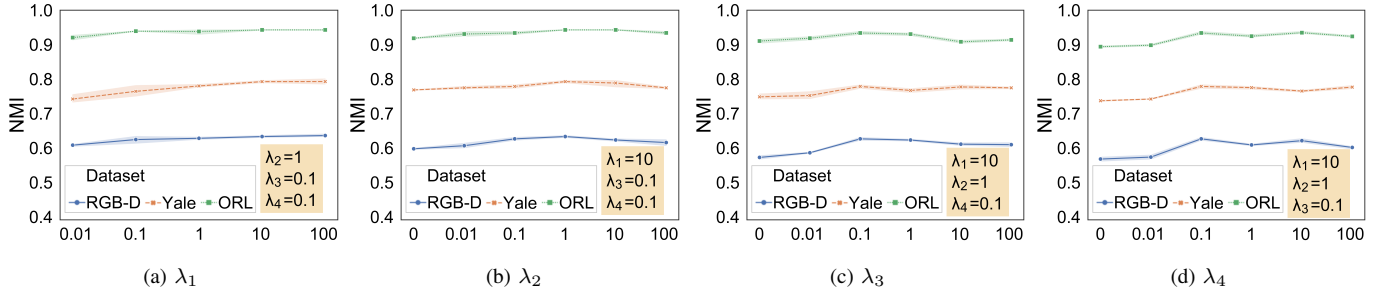 NMI
1.0
0.9
0.8
0.7
0.6
0.5
0.4
λ2=1
λ3=0.1
λ4=0.1
Dataset
RGB-D Yale ORL
0.01 0.1 1 10 100
(a) λ1
NMI
1.0
0.9
0.8
0.7
0.6
0.5
0.4
λ1=10
λ3=0.1
λ4=0.1
Dataset
RGB-D Yale ORL
0 0.01 0.1 1 10 100
(b) λ2
NMI
1.0
0.9
0.8
0.7
0.6
0.5
0.4
λ1=10
λ2=1
λ4=0.1
Dataset
RGB-D Yale ORL
0 0.01 0.1 1 10 100
(c) λ3
NMI
1.0
0.9
0.8
0.7
0.6
0.5
0.4
λ1=10
λ2=1
λ3=0.1
Dataset
RGB-D Yale ORL
0 0.01 0.1 1 10 100
(d) λ4